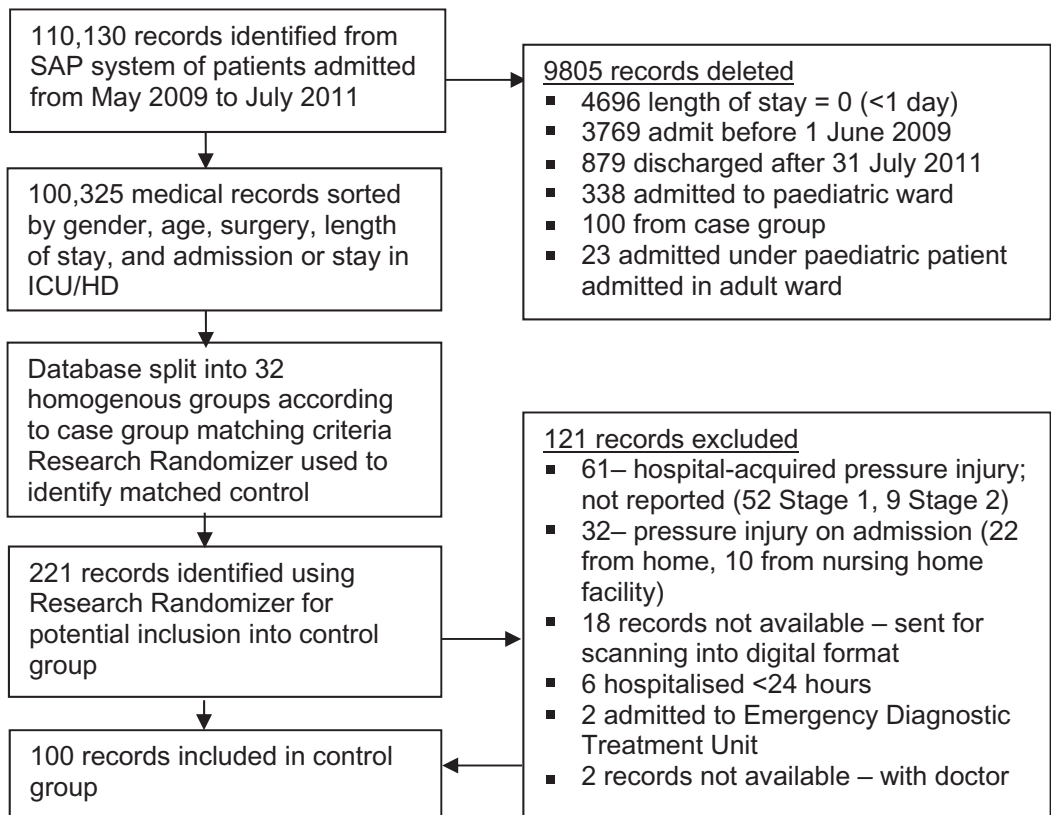 110,130 records identified from
SAP system of patients admitted
from May 2009 to July 2011
9805 records deleted
▪ 4696 length of stay = 0 (<1 day)
▪ 3769 admit before 1 June 2009
▪ 879 discharged after 31 July 2011
▪ 338 admitted to paediatric ward
▪ 100 from case group
▪ 23 admitted under paediatric patient
admitted in adult ward
100,325 medical records sorted
by gender, age, surgery, length
of stay, and admission or stay in
ICU/HD
Database split into 32
homogenous groups according
to case group matching criteria
Research Randomizer used to
identify matched control
121 records excluded
▪ 61– hospital-acquired pressure injury;
not reported (52 Stage 1, 9 Stage 2)
▪ 32– pressure injury on admission (22
from home, 10 from nursing home
facility)
▪ 18 records not available – sent for
scanning into digital format
▪ 6 hospitalised <24 hours
▪ 2 admitted to Emergency Diagnostic
Treatment Unit
▪ 2 records not available – with doctor
221 records identified using
Research Randomizer for
potential inclusion into control
group
100 records included in control
group